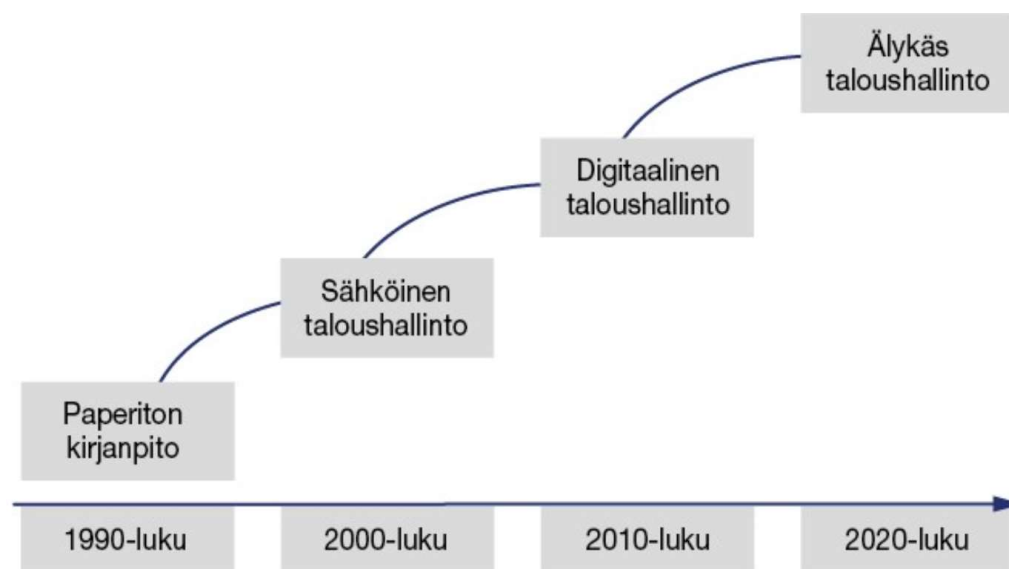 Älykäs
taloushallinto
Digitaalinen
taloushallinto
Sähköinen
taloushallinto
Paperiton
kirjanpito
1990-luku
2000-luku
2010-luku
2020-luku